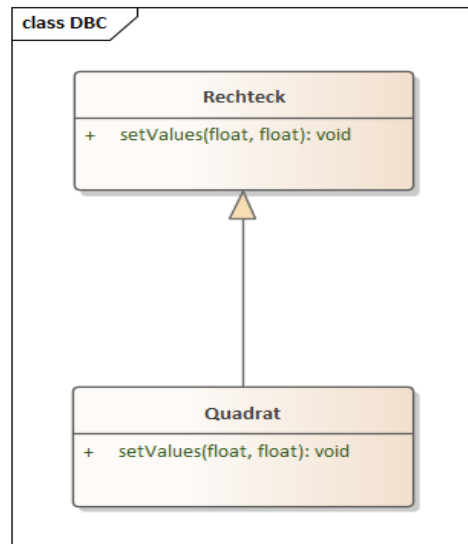 class DBC
Rechteck
+ setValues(float, float): void
Quadrat
+ setValues(float, float): void